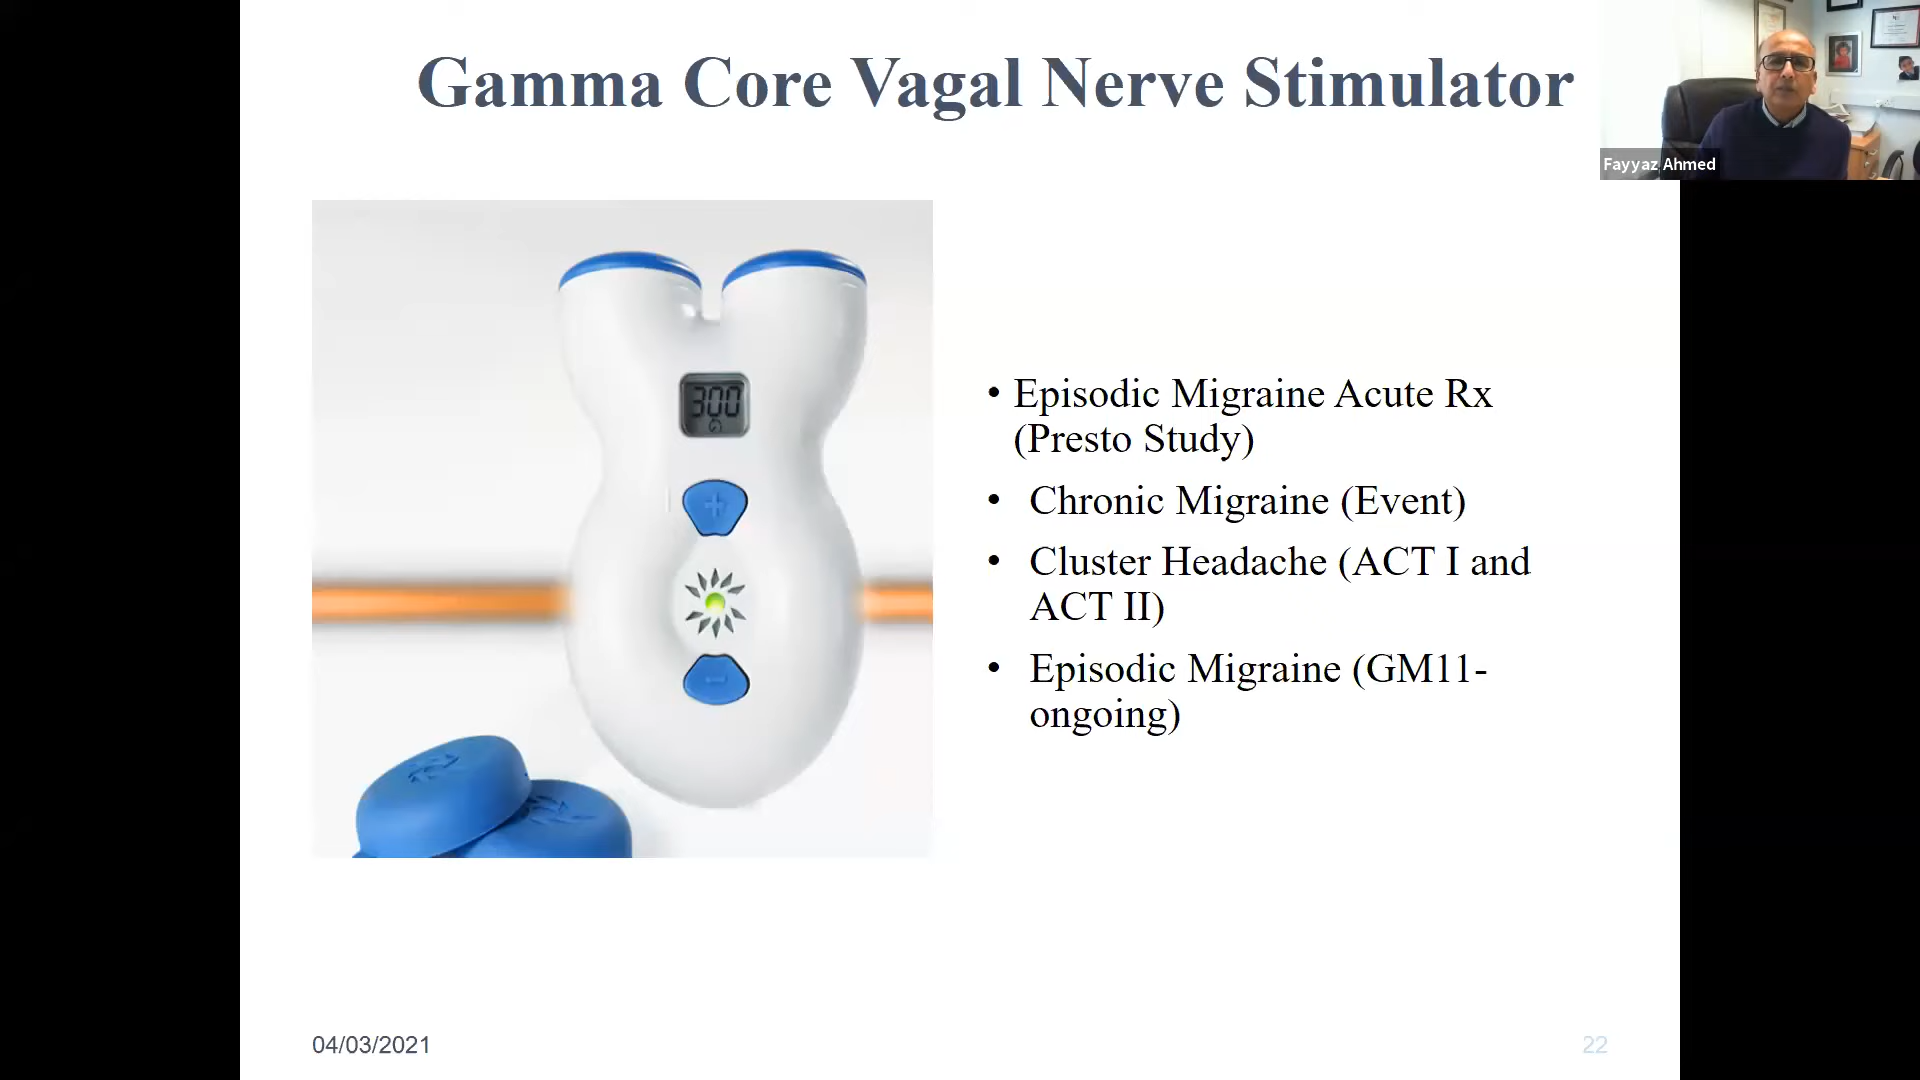 Gamma Core Vagal Nerve Stimulator
Fayyaz Ahmed
300
• Episodic Migraine Acute Rx
(Presto Study)
• Chronic Migraine (Event)
• Cluster Headache (ACT I and
ACT II)
• Episodic Migraine (GM11-
ongoing)
04/03/2021
22